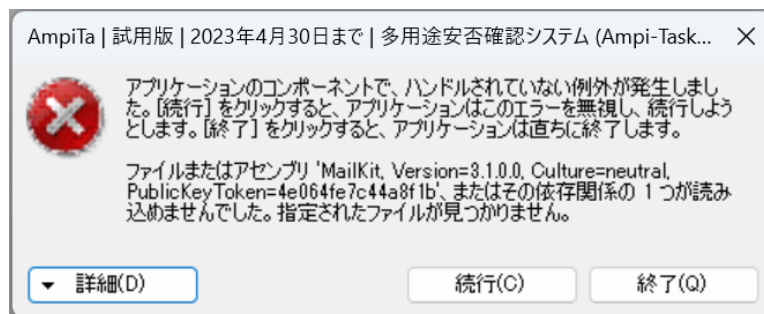 AmpiTa | 試用版 | 2023年4月30日まで | 多用途安否確認システム (Ampi-Task...
アプリケーションのコンポーネントで、ハンドルされていない例外が発生しまし
た。[続行] をクリックすると、アプリケーションはこのエラーを無視し、続行しよう
とします。[終了] をクリックすると、アプリケーションは直ちに終了します。
ファイルまたはアセンブリ 'MailKit, Version=3.1.0.0, Culture=neutral,
PublicKeyToken=4e064fe7c44a8f1b'、またはその依存関係の 1 つが読み
込めませんでした。指定されたファイルが見つかりません。
詳細(D)
続行(C)
終了(Q)